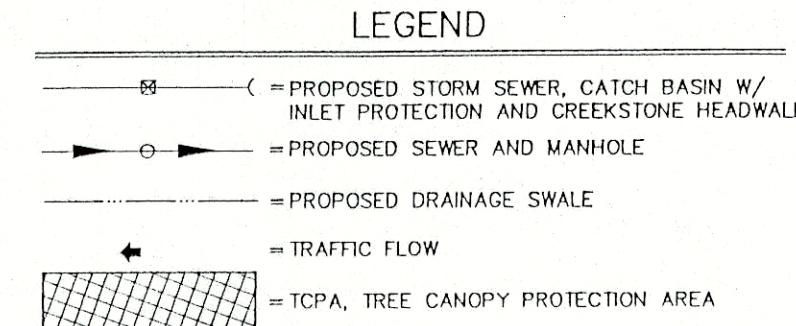 LEGEND
= PROPOSED STORM SEWER, CATCH BASIN W/
INLET PROTECTION AND CREEKSTONE HEADWALL
= PROPOSED SEWER AND MANHOLE
= PROPOSED DRAINAGE SWALE
= TRAFFIC FLOW
= TCPA, TREE CANOPY PROTECTION AREA